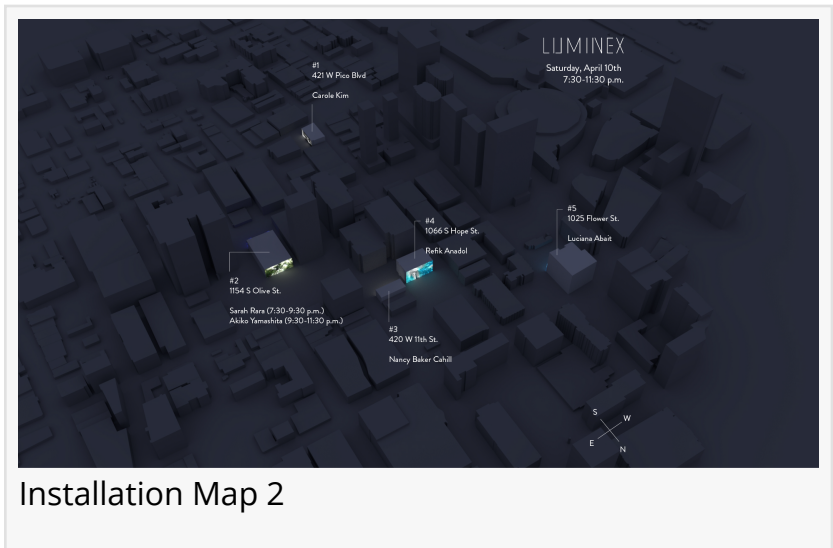 LUMINEX
Saturday, April 10th
7:30-11:30 p.m.
#1
421 W Pico Blvd
Carole Kim
#2
1154 S Olive St.
Sarah Rara (7:30-9:30 p.m.)
Akiko Yamashita (9:30-11:30 p.m.)
#3
420 W 11th St.
Nancy Baker Cahill
#4
1066 S Hope St.
Refik Anadol
#5
1025 Flower St.
Luciana Abait
S
W
E
N
Installation Map 2